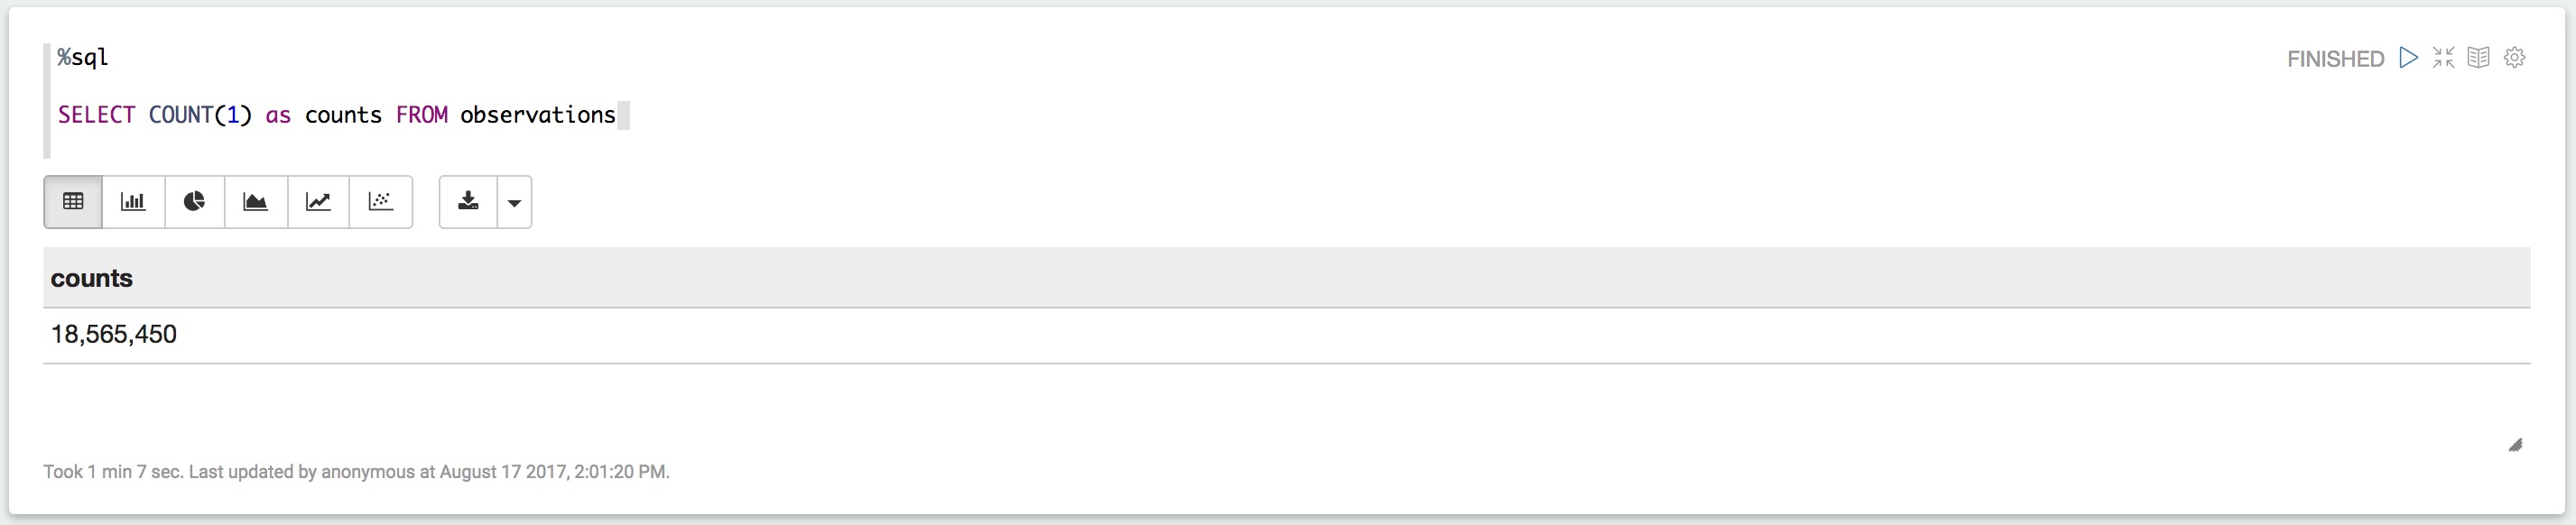 %sql
FINISHED
SELECT COUNT(1) as counts FROM observations
counts
18,565,450
Took 1 min 7 sec. Last updated by anonymous at August 17 2017, 2:01:20 PM.